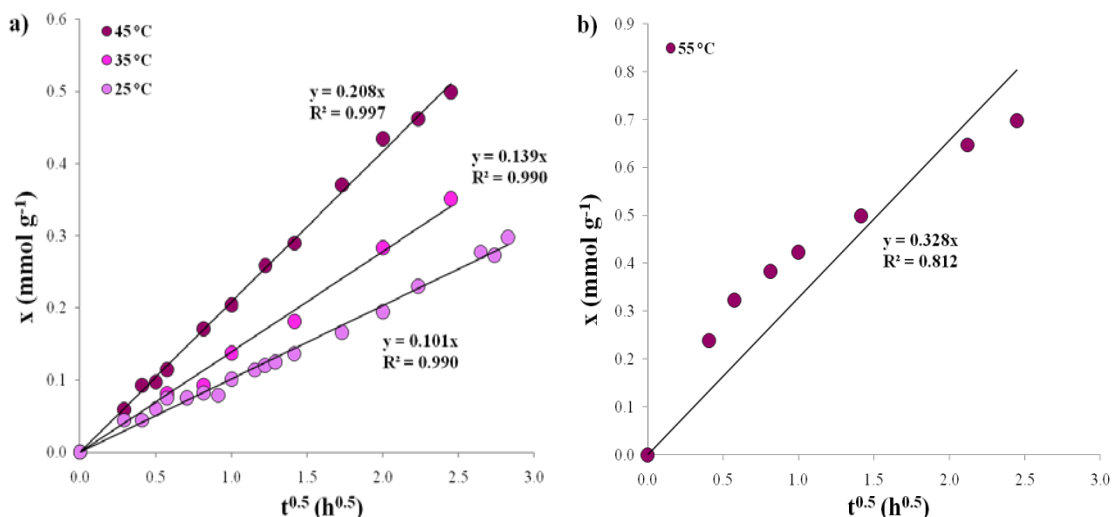 a)
45 °C
35 °C
25 °C
y = 0.208x
R² = 0.997
y = 0.139x
R² = 0.990
y = 0.101x
R² = 0.990
x (mmol g⁻¹)
0.6
0.5
0.4
0.3
0.2
0.1
0.0
0.0 0.5 1.0 1.5 2.0 2.5 3.0
t⁰·⁵ (h⁰·⁵)
b)
55 °C
y = 0.328x
R² = 0.812
x (mmol g⁻¹)
0.9
0.8
0.7
0.6
0.5
0.4
0.3
0.2
0.1
0.0
0.0 0.5 1.0 1.5 2.0 2.5 3.0
t⁰·⁵ (h⁰·⁵)